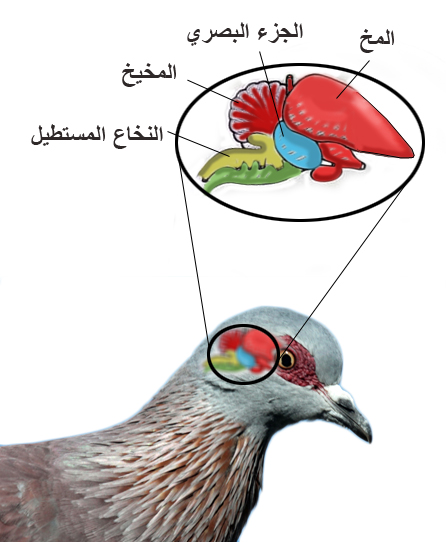 المخ
الجزء البصري
المخيخ
النخاع المستطيل